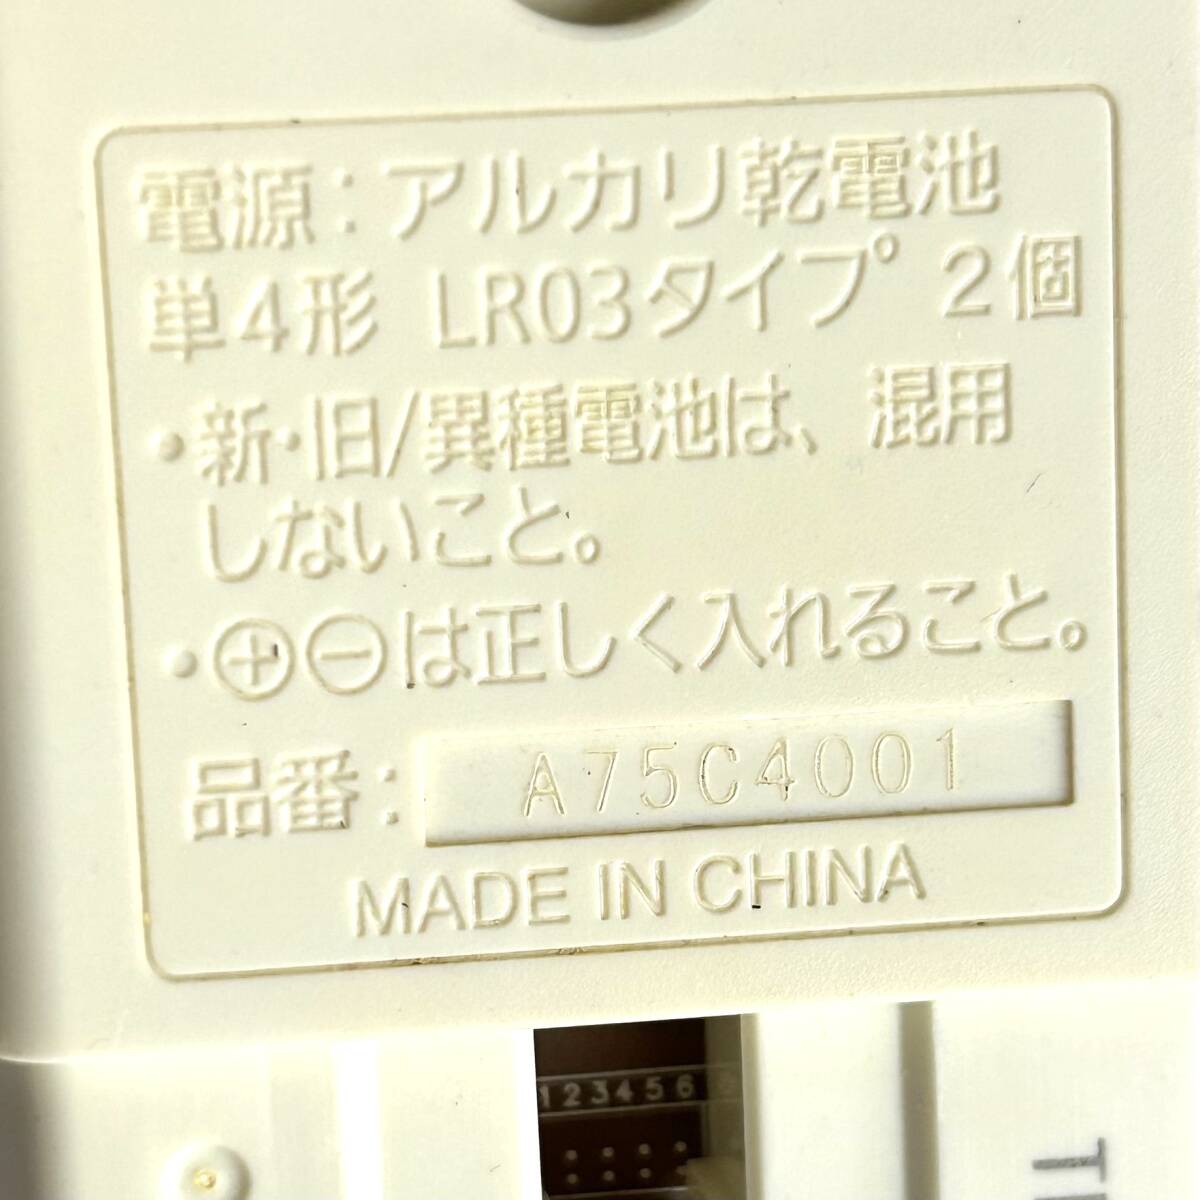 電源：アルカリ乾電池
単4形 LR03タイプ 2個
・新・旧/異種電池は、混用
しないこと。
・⊕⊖は正しく入れること。
品番： A75C4001
MADE IN CHINA
123456